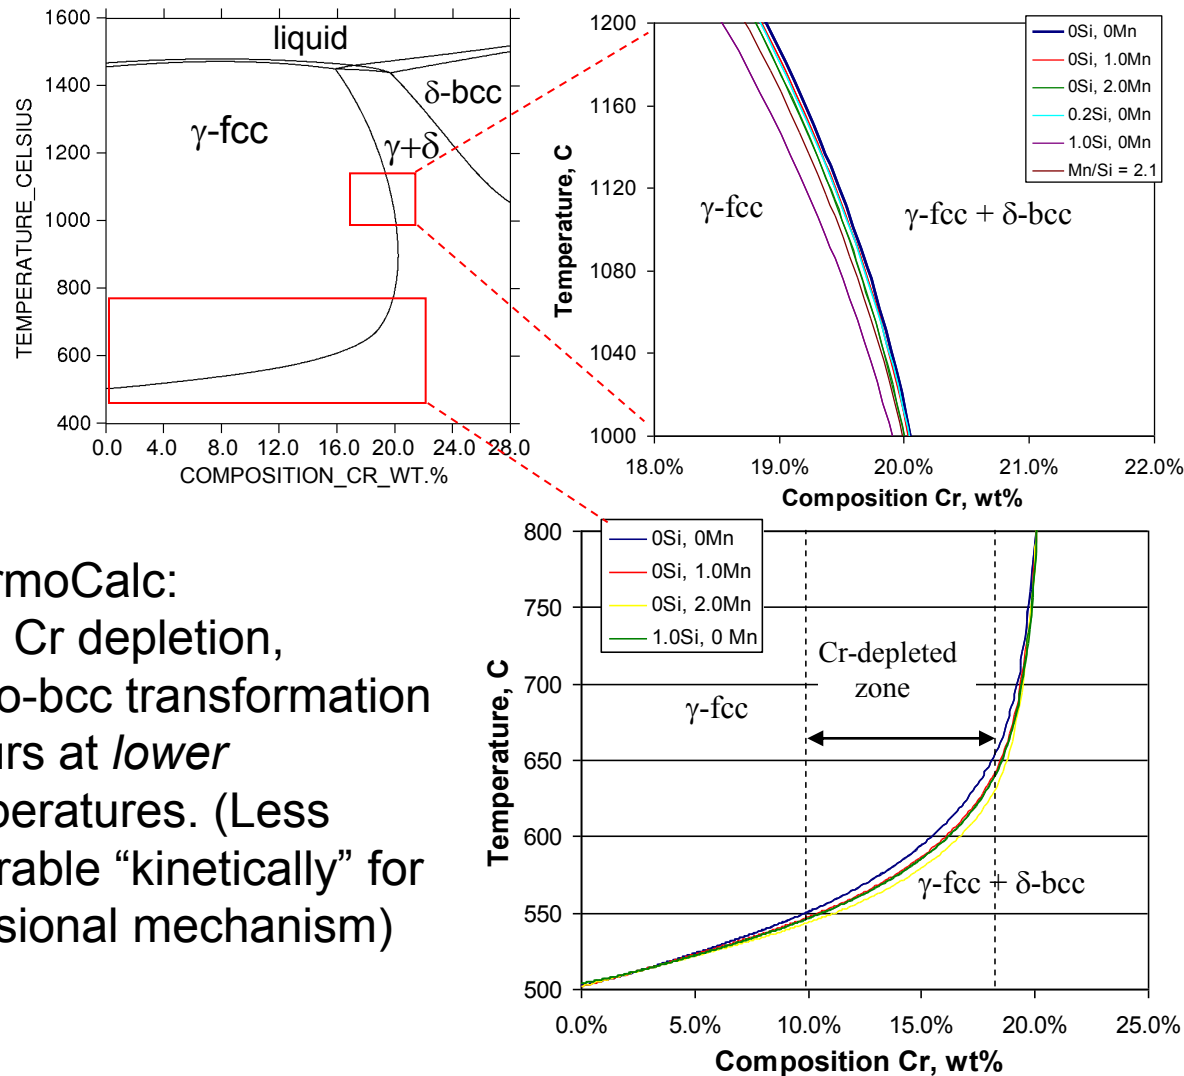 1600
1400
1200
1000
800
600
400
TEMPERATURE_CELSIUS
liquid
δ-bcc
γ-fcc
γ+δ
0.0 4.0 8.0 12.0 16.0 20.0 24.0 28.0
COMPOSITION_CR_WT.%
1200
1160
1120
1080
1040
1000
Temperature, C
0Si, 0Mn
0Si, 1.0Mn
0Si, 2.0Mn
0.2Si, 0Mn
1.0Si, 0Mn
Mn/Si = 2.1
γ-fcc
γ-fcc + δ-bcc
18.0% 19.0% 20.0% 21.0% 22.0%
Composition Cr, wt%
rmoCalc:
Cr depletion,
o-bcc transformation
urs at lower
peratures. (Less
rable “kinetically” for
sional mechanism)
800
750
700
650
600
550
500
Temperature, C
0Si, 0Mn
0Si, 1.0Mn
0Si, 2.0Mn
1.0Si, 0 Mn
Cr-depleted
zone
γ-fcc
γ-fcc + δ-bcc
0.0% 5.0% 10.0% 15.0% 20.0% 25.0%
Composition Cr, wt%